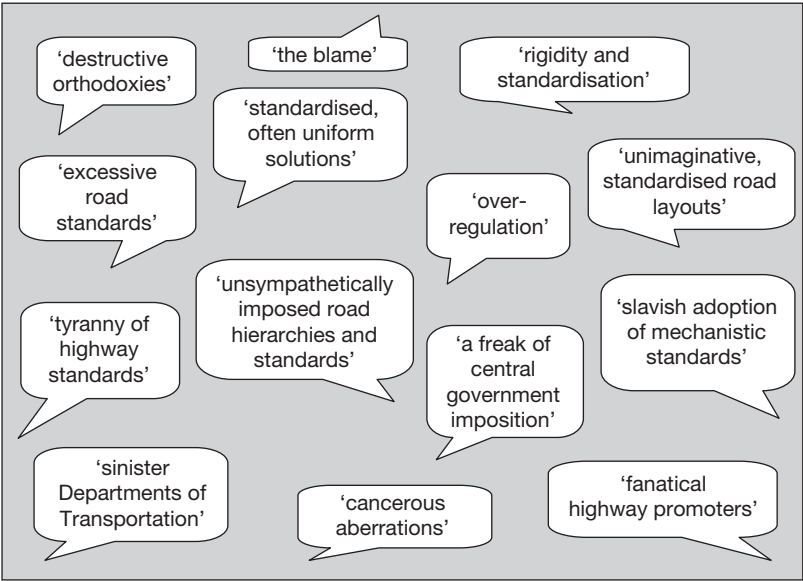 ‘destructive
orthodoxies’
‘the blame’
‘rigidity and
standardisation’
‘standardised,
often uniform
solutions’
‘excessive
road
standards’
‘over-
regulation’
‘unimaginative,
standardised road
layouts’
‘tyranny of
highway
standards’
‘unsympathetically
imposed road
hierarchies and
standards’
‘a freak of
central
government
imposition’
‘slavish adoption
of mechanistic
standards’
‘sinister
Departments of
Transportation’
‘cancerous
aberrations’
‘fanatical
highway promoters’